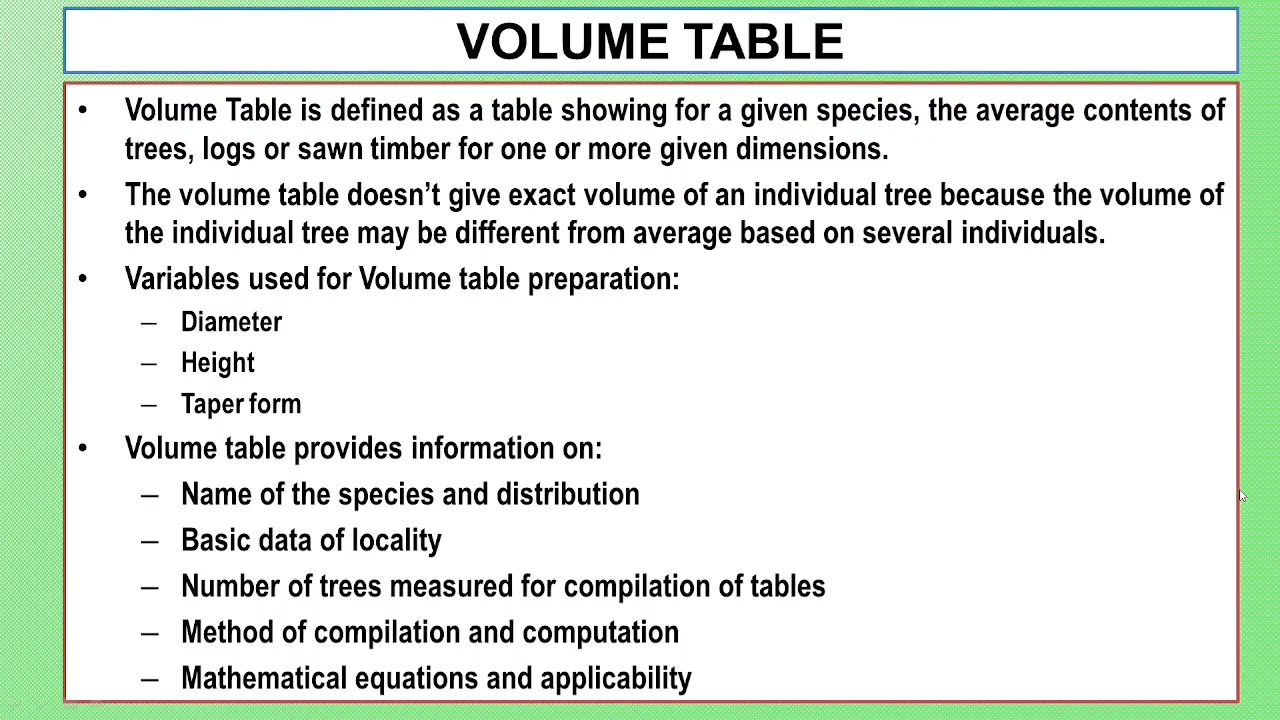 VOLUME TABLE
• Volume Table is defined as a table showing for a given species, the average contents of
trees, logs or sawn timber for one or more given dimensions.
• The volume table doesn’t give exact volume of an individual tree because the volume of
the individual tree may be different from average based on several individuals.
• Variables used for Volume table preparation:
– Diameter
– Height
– Taper form
• Volume table provides information on:
– Name of the species and distribution
– Basic data of locality
– Number of trees measured for compilation of tables
– Method of compilation and computation
– Mathematical equations and applicability